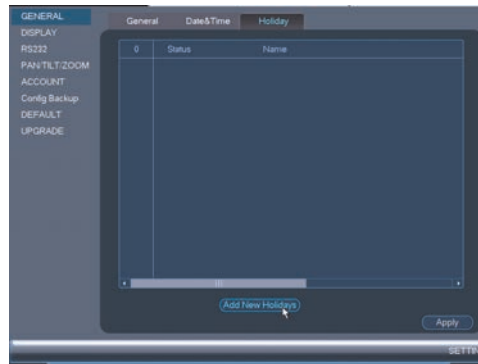 GENERAL
DISPLAY
RS232
PAN/TILT/ZOOM
ACCOUNT
Config Backup
DEFAULT
UPGRADE
General Date&Time Holiday
0 Status Name
Add New Holidays
Apply